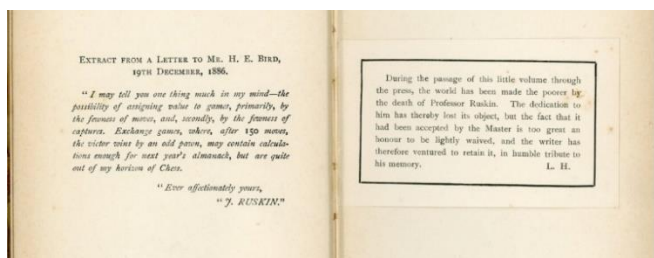 EXTRACT FROM A LETTER TO MR. H. E. BIRD,
19TH DECEMBER, 1886.
"I may tell you one thing much in my mind—the
possibility of assigning value to games, primarily, by
the fewness of moves, and, secondly, by the fewness of
captures. Exchange games, where, after 150 moves,
the victor wins by an odd pawn, may contain calcula-
tions enough for next year's almanack, but are quite
out of my horizon of Chess.
"Ever affectionately yours,
"J. RUSKIN."
During the passage of this little volume through
the press, the world has been made the poorer by
the death of Professor Ruskin. The dedication to
him has thereby lost its object, but the fact that it
had been accepted by the Master is too great an
honour to be lightly waived, and the writer has
therefore ventured to retain it, in humble tribute to
his memory. L. H.